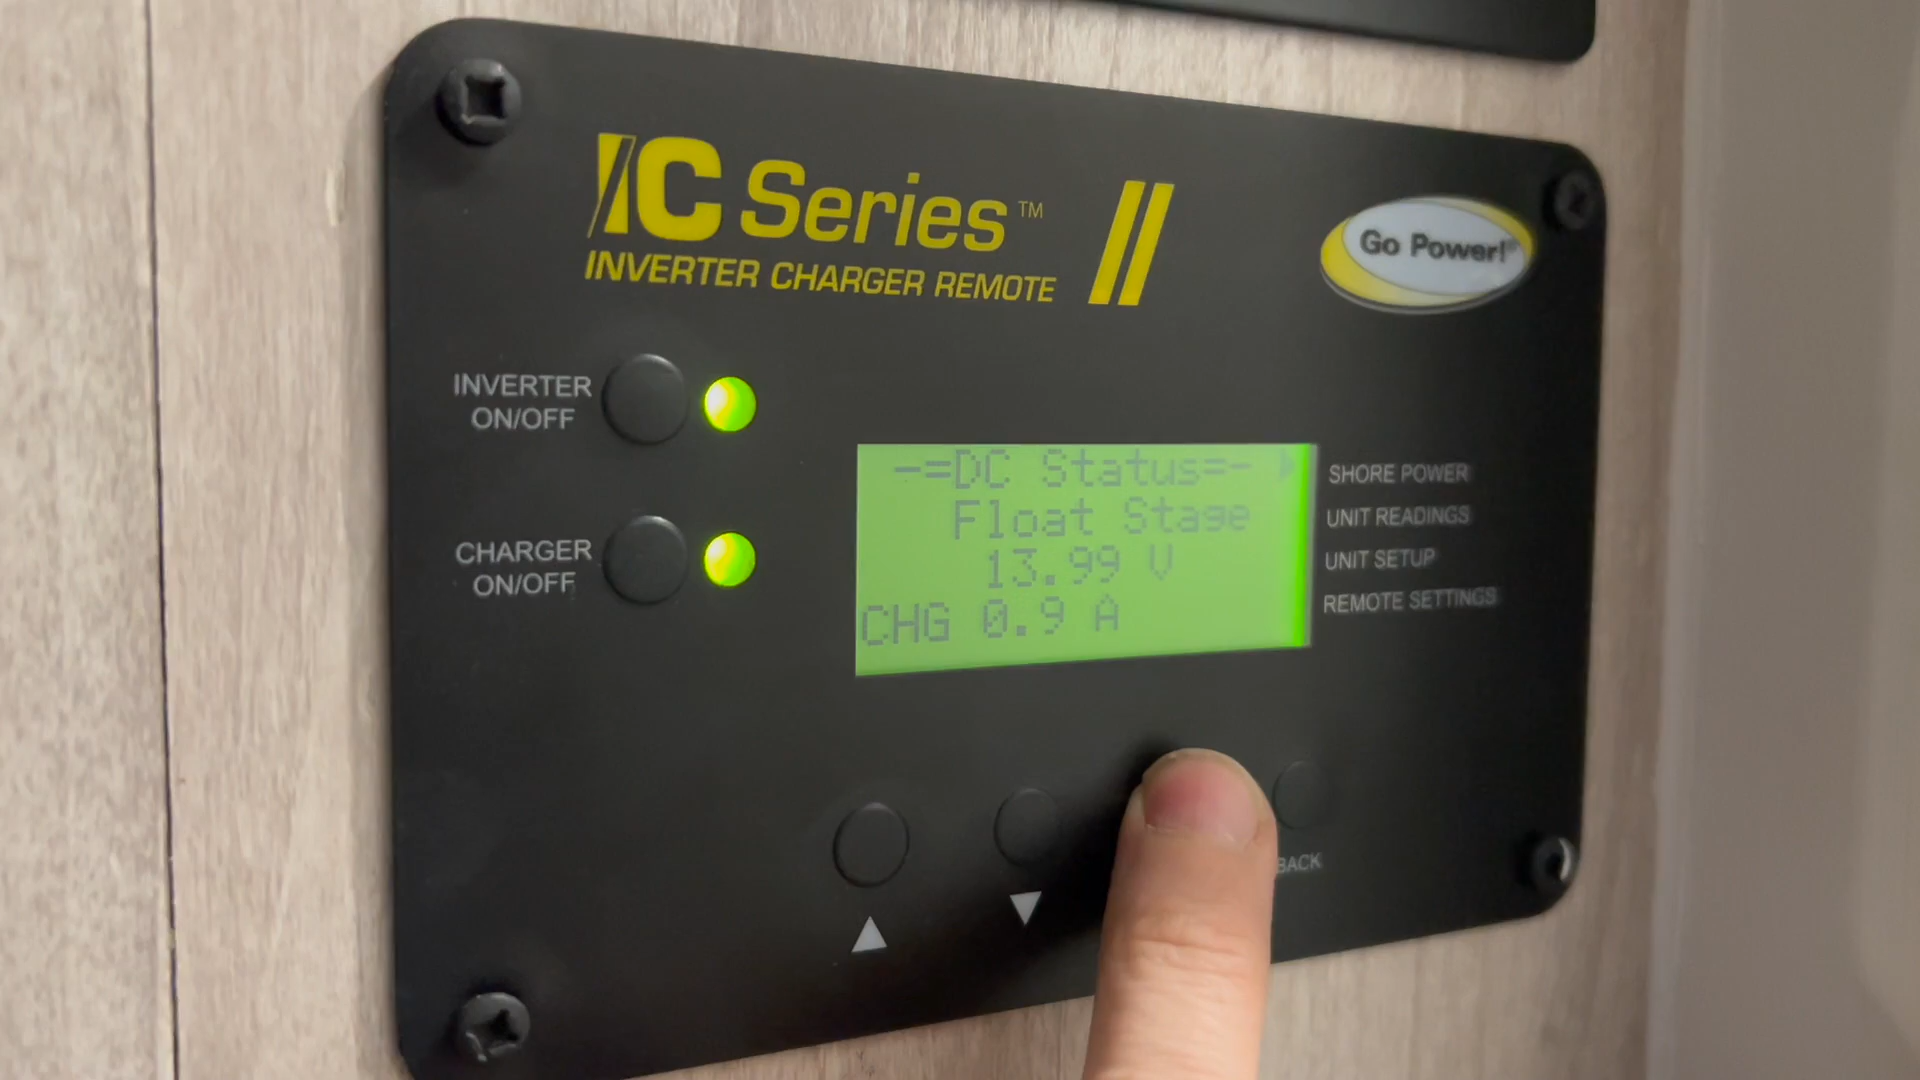 IC Series™ II
INVERTER CHARGER REMOTE
Go Power!®
INVERTER
ON/OFF
CHARGER
ON/OFF
-=DC Status=-
Float Stage
13.99 V
CHG 0.9 A
SHORE POWER
UNIT READINGS
UNIT SETUP
REMOTE SETTINGS
BACK